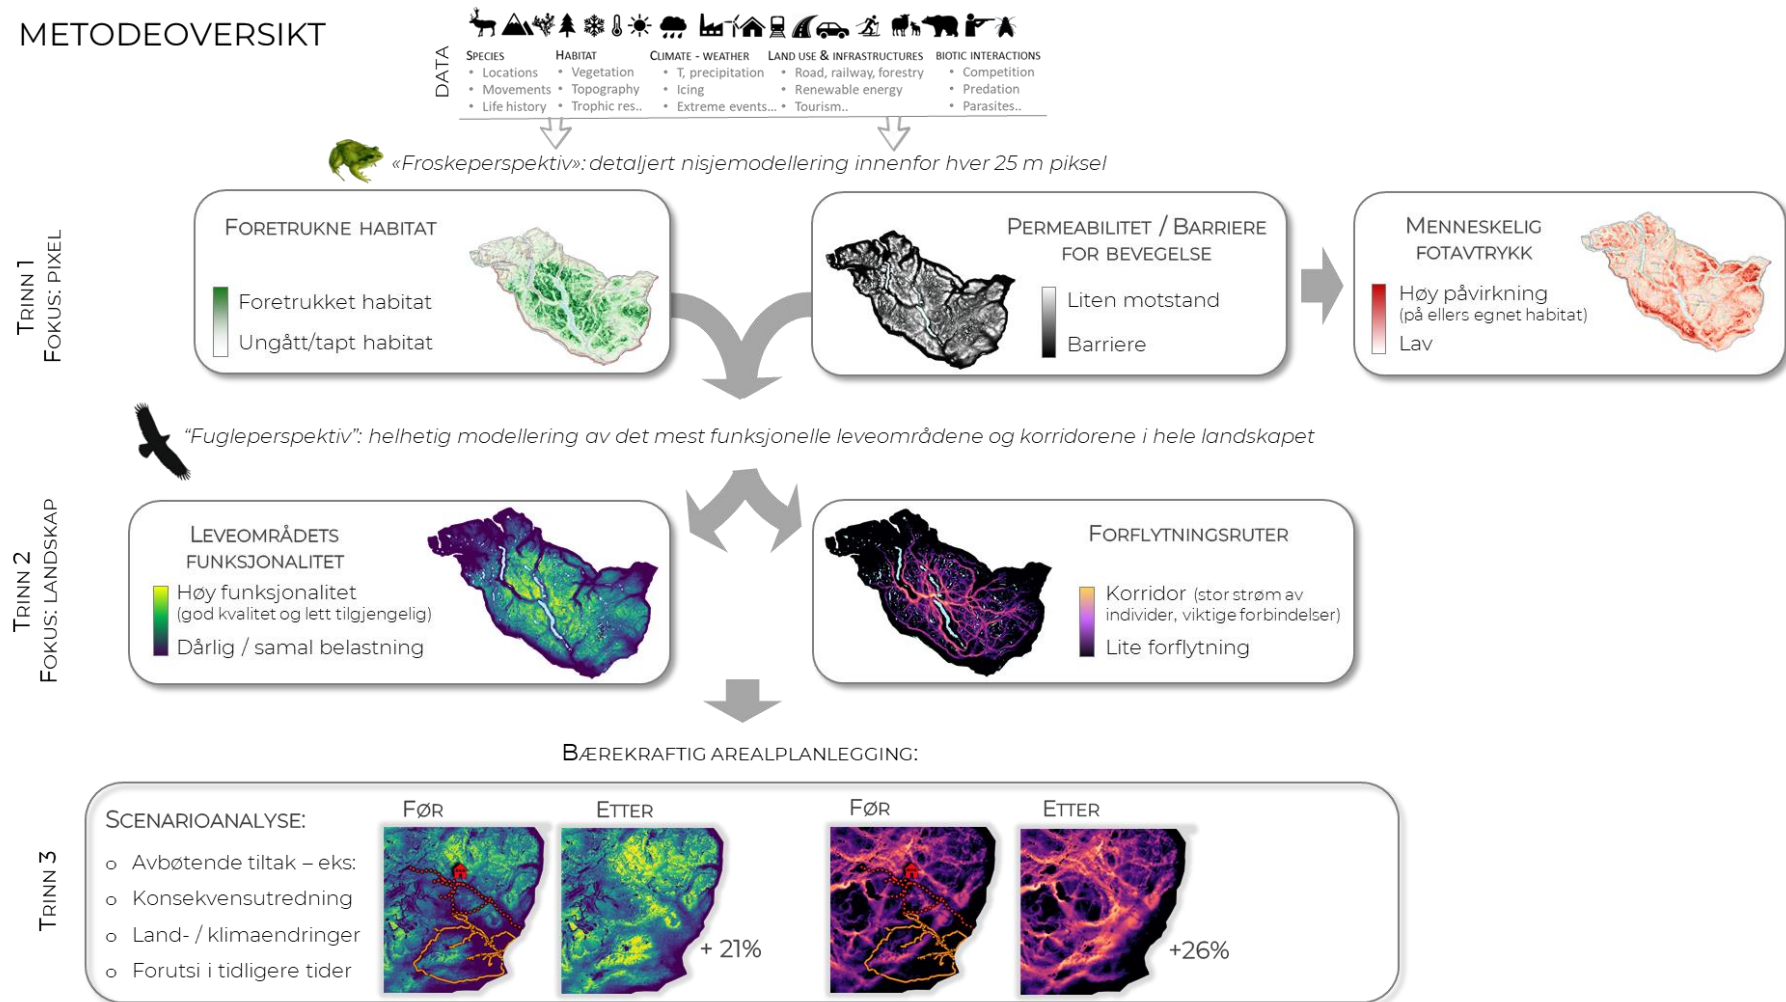 METODEOVERSIKT
DATA
SPECIES
• Locations
• Movements
• Life history
HABITAT
• Vegetation
• Topography
• Trophic res..
CLIMATE - WEATHER
• T, precipitation
• Icing
• Extreme events...
LAND USE & INFRASTRUCTURES
• Road, railway, forestry
• Renewable energy
• Tourism..
BIOTIC INTERACTIONS
• Competition
• Predation
• Parasites..
«Froskeperspektiv»: detaljert nisjemodellering innenfor hver 25 m piksel
TRINN 1
FOKUS: PIXEL
FORETRUKNE HABITAT
Foretrukket habitat
Ungått/tapt habitat
PERMEABILITET / BARRIERE
FOR BEVEGELSE
Liten motstand
Barriere
MENNESKELIG
FOTAVTRYKK
Høy påvirkning
(på ellers egnet habitat)
Lav
“Fugleperspektiv”: helhetig modellering av det mest funksjonelle leveområdene og korridorene i hele landskapet
TRINN 2
FOKUS: LANDSKAP
LEVEOMRÅDETS
FUNKSJONALITET
Høy funksjonalitet
(god kvalitet og lett tilgjengelig)
Dårlig / samal belastning
FORFLYTNINGSRUTER
Korridor (stor strøm av
individer, viktige forbindelser)
Lite forflytning
BÆREKRAFTIG AREALPLANLEGGING:
TRINN 3
SCENARIOANALYSE:
o Avbøtende tiltak – eks:
o Konsekvensutredning
o Land- / klimaendringer
o Forutsi i tidligere tider
FØR
ETTER
+ 21%
FØR
ETTER
+26%